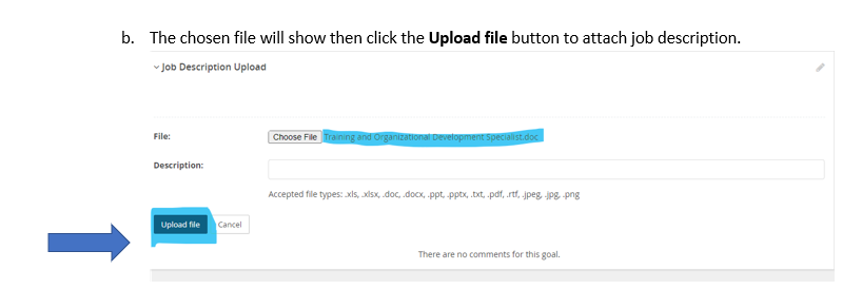 b. The chosen file will show then click the Upload file button to attach job description.
Job Description Upload
File: Choose File Training and Organizational Development Specialist.doc
Description:
Accepted file types: .xls, .xlsx, .doc, .docx, .ppt, .pptx, .txt, .pdf, .rtf, .jpeg, .jpg, .png
Upload file Cancel
There are no comments for this goal.